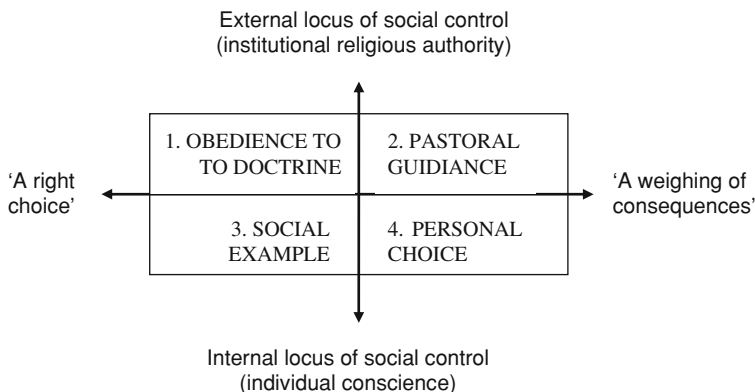 External locus of social control
(institutional religious authority)
1. OBEDIENCE TO
TO DOCTRINE
2. PASTORAL
GUIDIANCE
‘A right
choice’
‘A weighing of
consequences’
3. SOCIAL
EXAMPLE
4. PERSONAL
CHOICE
Internal locus of social control
(individual conscience)